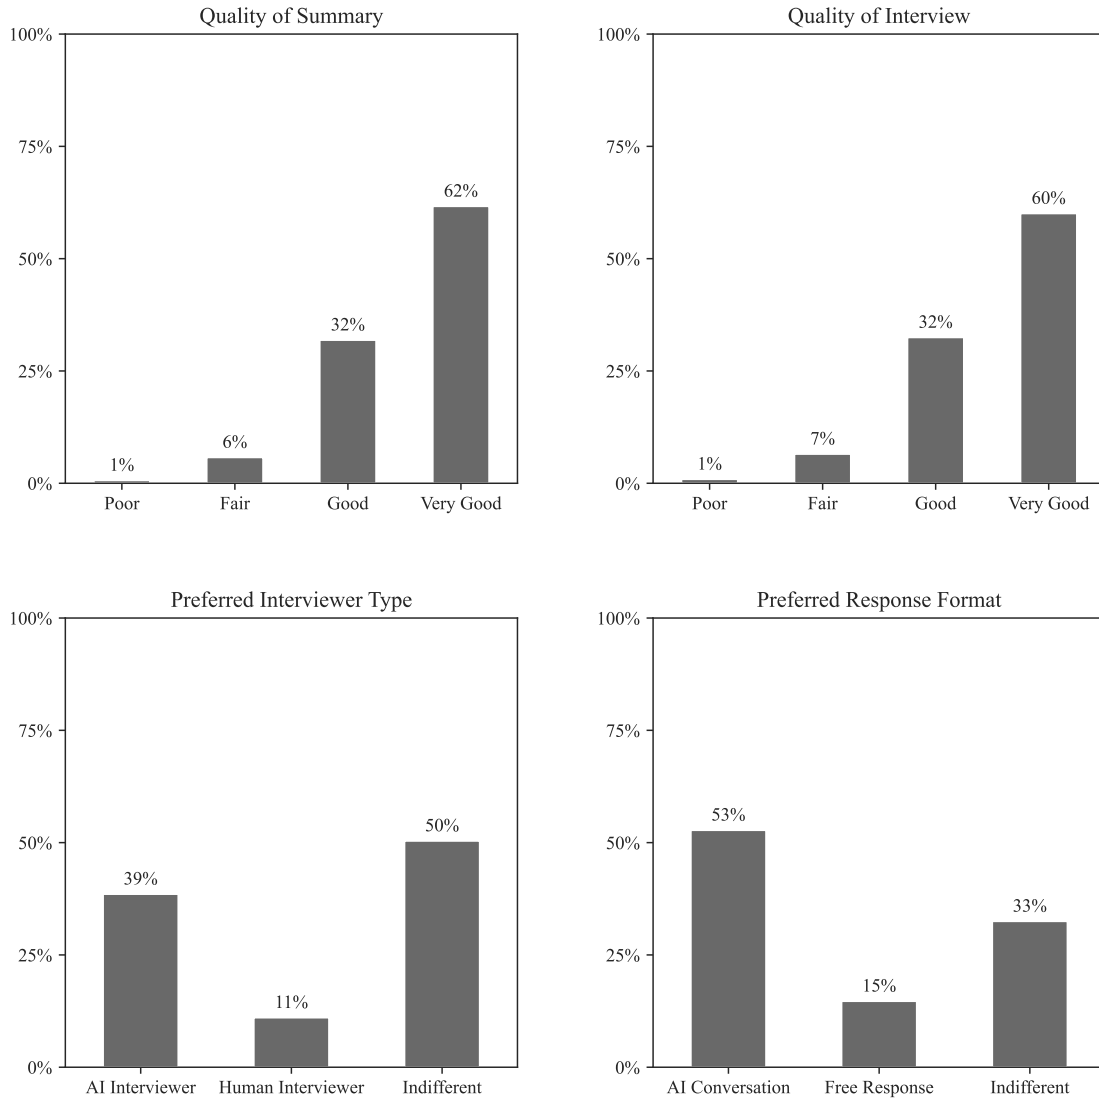 Quality of Summary
100%
75%
50%
25%
0%
1%
6%
32%
62%
Poor
Fair
Good
Very Good
Quality of Interview
100%
75%
50%
25%
0%
1%
7%
32%
60%
Poor
Fair
Good
Very Good
Preferred Interviewer Type
100%
75%
50%
25%
0%
39%
11%
50%
AI Interviewer
Human Interviewer
Indifferent
Preferred Response Format
100%
75%
50%
25%
0%
53%
15%
33%
AI Conversation
Free Response
Indifferent